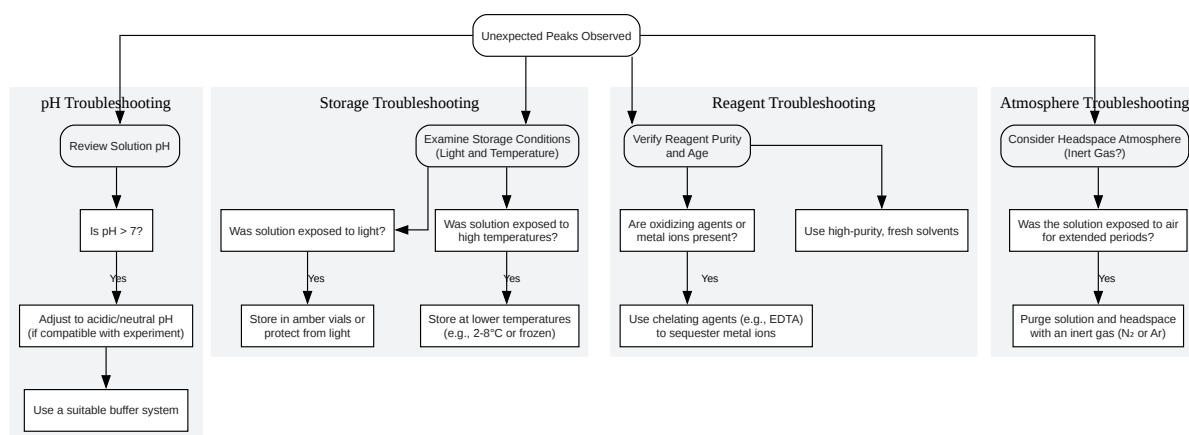 Unexpected Peaks Observed
pH Troubleshooting
Storage Troubleshooting
Reagent Troubleshooting
Atmosphere Troubleshooting
Review Solution pH
Examine Storage Conditions
(Light and Temperature)
Verify Reagent Purity
and Age
Consider Headspace Atmosphere
(Inert Gas?)
Is pH > 7?
Was solution exposed to light?
Was solution exposed to
high temperatures?
Are oxidizing agents or
metal ions present?
Use high-purity, fresh solvents
Was the solution exposed to air
for extended periods?
Yes
Yes
Yes
Yes
Yes
Adjust to acidic/neutral pH
(if compatible with experiment)
Store in amber vials or
protect from light
Store at lower temperatures
(e.g., 2-8°C or frozen)
Use chelating agents (e.g., EDTA)
to sequester metal ions
Purge solution and headspace
with an inert gas (N₂ or Ar)
Use a suitable buffer system